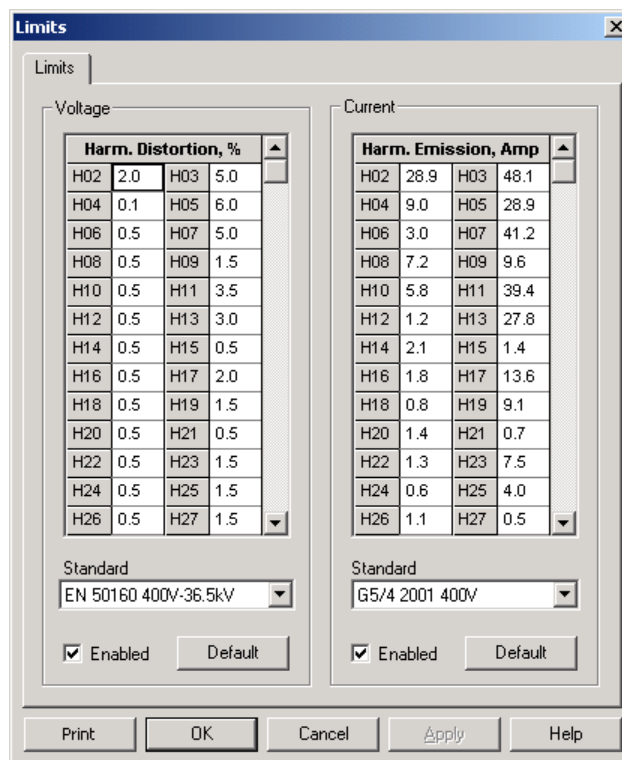 Limits
Limits
Voltage
Harm. Distortion, %
H02 2.0 H03 5.0
H04 0.1 H05 6.0
H06 0.5 H07 5.0
H08 0.5 H09 1.5
H10 0.5 H11 3.5
H12 0.5 H13 3.0
H14 0.5 H15 0.5
H16 0.5 H17 2.0
H18 0.5 H19 1.5
H20 0.5 H21 0.5
H22 0.5 H23 1.5
H24 0.5 H25 1.5
H26 0.5 H27 1.5
Standard
EN 50160 400V-36.5kV
Enabled Default
Current
Harm. Emission, Amp
H02 28.9 H03 48.1
H04 9.0 H05 28.9
H06 3.0 H07 41.2
H08 7.2 H09 9.6
H10 5.8 H11 39.4
H12 1.2 H13 27.8
H14 2.1 H15 1.4
H16 1.8 H17 13.6
H18 0.8 H19 9.1
H20 1.4 H21 0.7
H22 1.3 H23 7.5
H24 0.6 H25 4.0
H26 1.1 H27 0.5
Standard
G5/4 2001 400V
Enabled Default
Print OK Cancel Apply Help